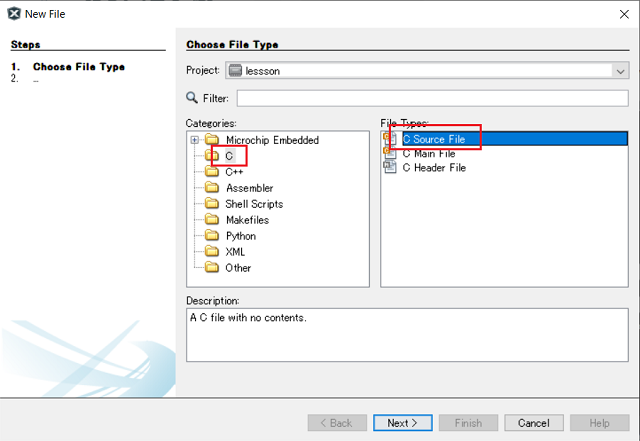 New File
Steps
1. Choose File Type
2. ...
Choose File Type
Project: lessson
Filter:
Categories:
Microchip Embedded
C
C++
Assembler
Shell Scripts
Makefiles
Python
XML
Other
File Types:
C Source File
C Main File
C Header File
Description:
A C file with no contents.
< Back
Next >
Finish
Cancel
Help